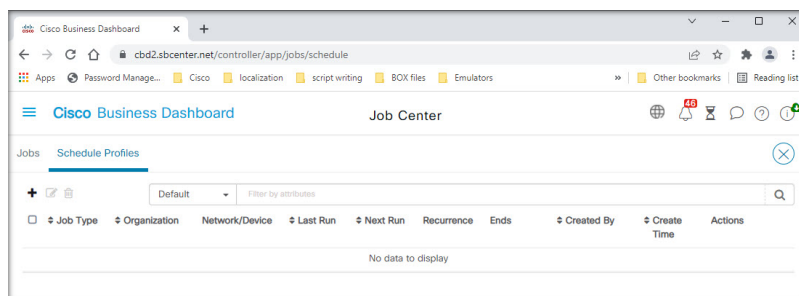 Cisco Business Dashboard
cbd2.sbcenter.net/controller/app/jobs/schedule
Apps Password Manage... Cisco localization script writing BOX files Emulators » Other bookmarks Reading list
Cisco Business Dashboard Job Center 46
Jobs Schedule Profiles
Default Filter by attributes
Job Type Organization Network/Device Last Run Next Run Recurrence Ends Created By Create Time Actions
No data to display